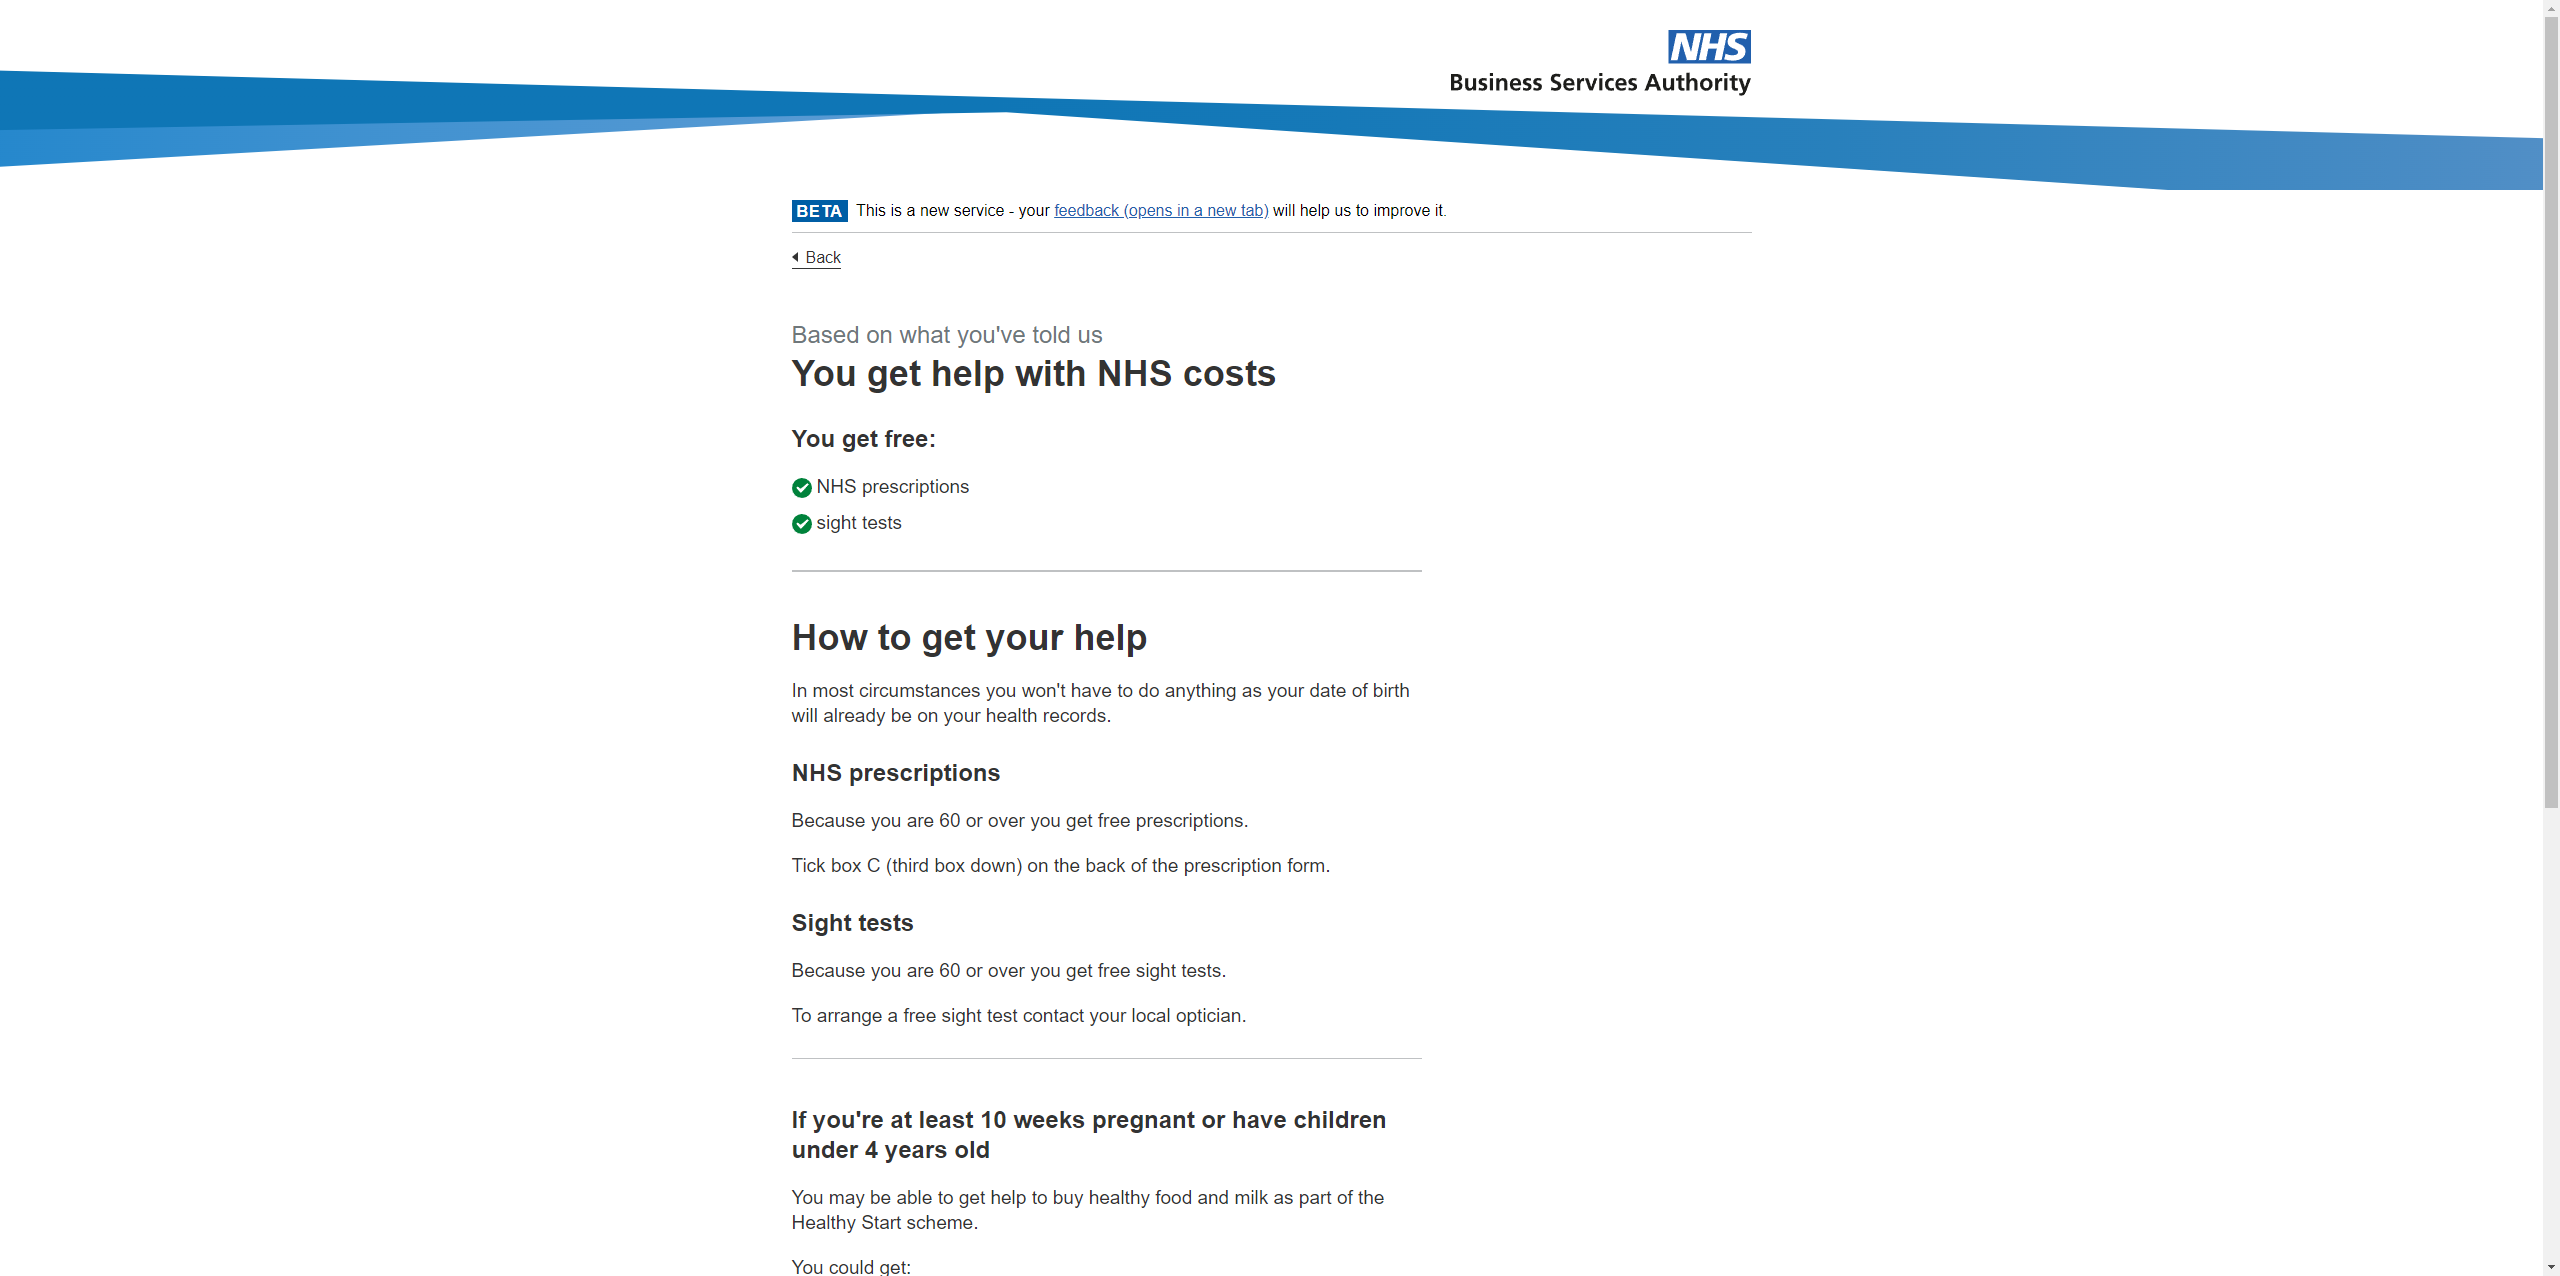 NHS
Business Services Authority
BETA This is a new service - your feedback (opens in a new tab) will help us to improve it.
Back
Based on what you've told us
You get help with NHS costs
You get free:
NHS prescriptions
sight tests
How to get your help
In most circumstances you won't have to do anything as your date of birth
will already be on your health records.
NHS prescriptions
Because you are 60 or over you get free prescriptions.
Tick box C (third box down) on the back of the prescription form.
Sight tests
Because you are 60 or over you get free sight tests.
To arrange a free sight test contact your local optician.
If you're at least 10 weeks pregnant or have children
under 4 years old
You may be able to get help to buy healthy food and milk as part of the
Healthy Start scheme.
You could get: